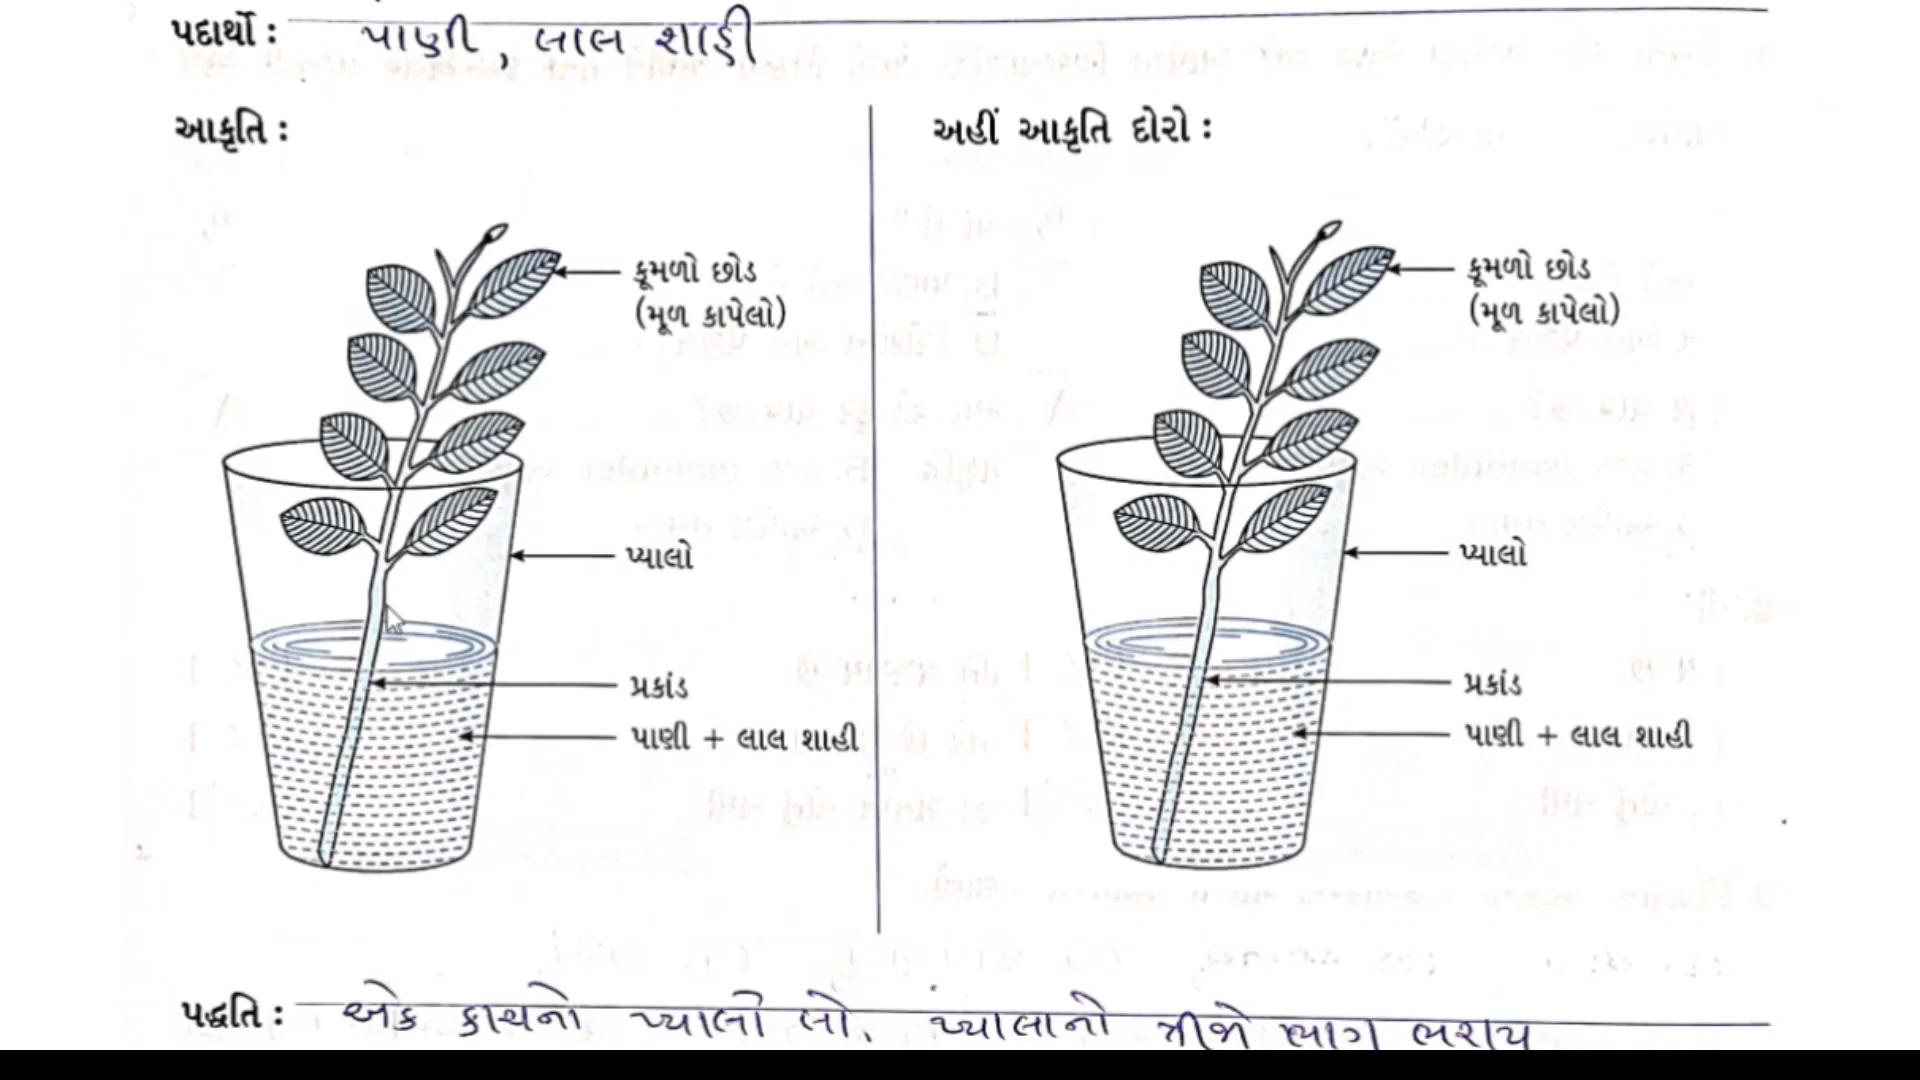 પદાર્થો : પાણી, લાલ શાહી
આકૃતિ :
કૂમળો છોડ
(મૂળ કાપેલો)
પ્યાલો
પ્રકાંડ
પાણી + લાલ શાહી
અહીં આકૃતિ દોરો :
કૂમળો છોડ
(મૂળ કાપેલો)
પ્યાલો
પ્રકાંડ
પાણી + લાલ શાહી
પદ્ધતિ : એક કાચનો પ્યાલો લો. પ્યાલાનો ત્રીજો ભાગ ભરાય